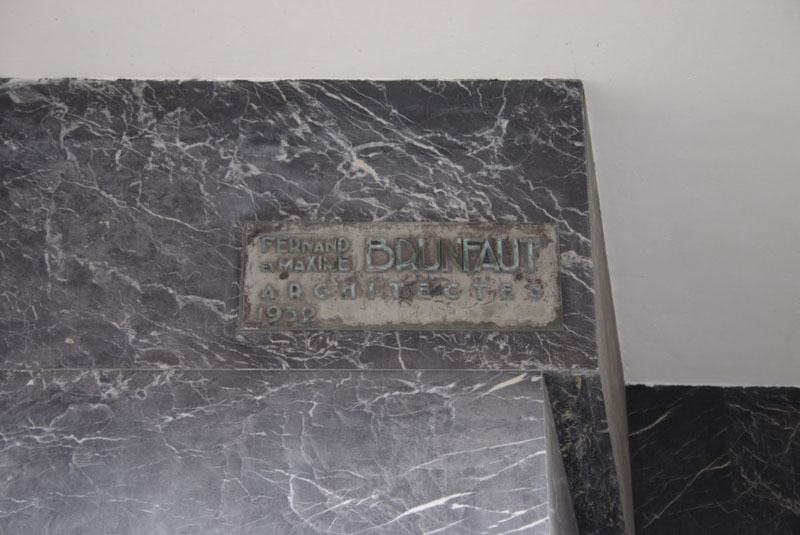 FERNAND
& MAXIME BRUNFAUT
ARCHITECTES
1932